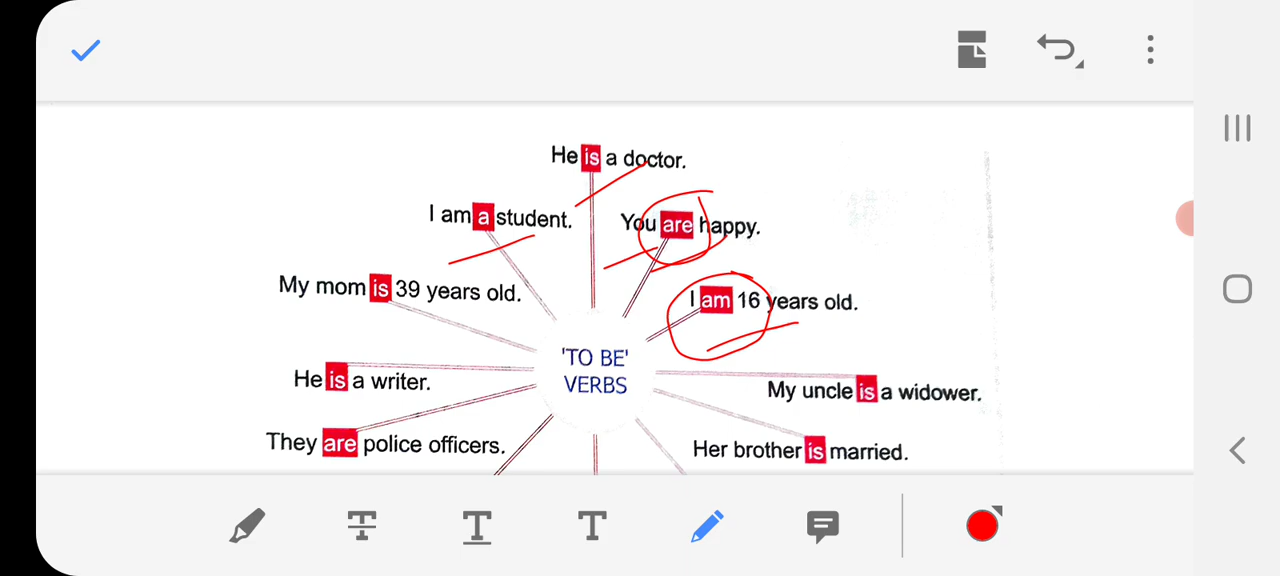 He is a doctor.
I am a student.
You are happy.
My mom is 39 years old.
I am 16 years old.
'TO BE'
VERBS
He is a writer.
My uncle is a widower.
They are police officers.
Her brother is married.